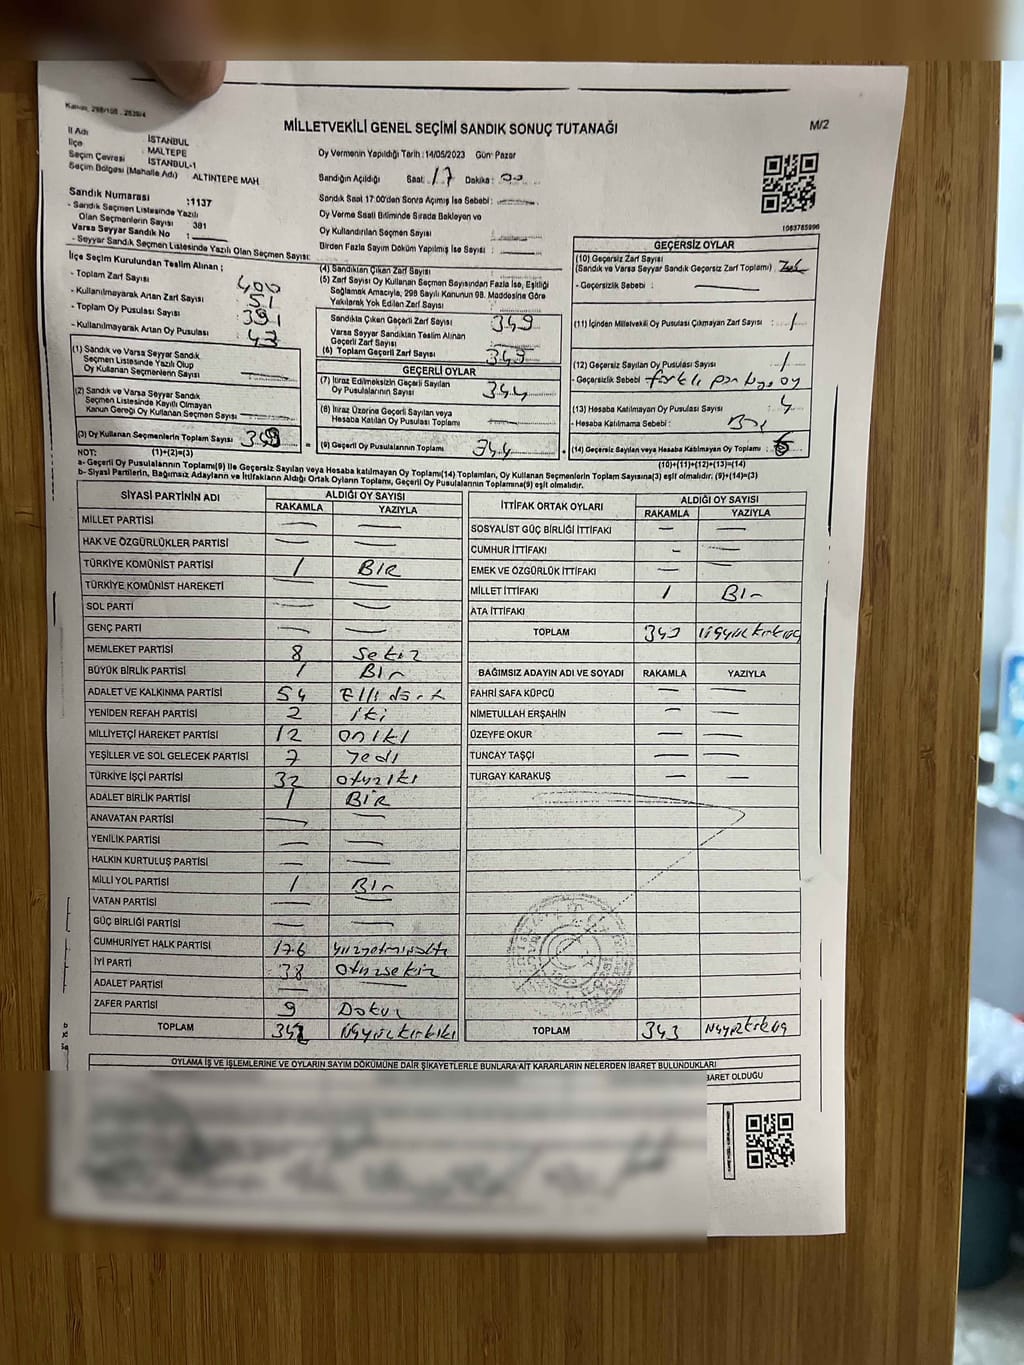 Kanun, 298/105 , 2839/4
MİLLETVEKİLİ GENEL SEÇİMİ SANDIK SONUÇ TUTANAĞI
M/2
İl Adı İSTANBUL
İlçe MALTEPE
Seçim Çevresi İSTANBUL-1
Seçim Bölgesi (Mahalle Adı) ALTINTEPE MAH
Sandık Numarası :1137
- Sandık Seçmen Listesinde Yazılı
Olan Seçmenlerin Sayısı 381
Varsa Seyyar Sandık No :
- Seyyar Sandık Seçmen Listesinde Yazılı Olan Seçmen Sayısı:
Oy Vermenin Yapıldığı Tarih :14/05/2023 Gün: Pazar
Sandığın Açıldığı Saat: 17 Dakika : 00
Sandık Saat 17:00'dan Sonra Açımış İse Sebebi :
Oy Verme Saati Bitiminde Sırada Bekleyen ve
Oy Kullandırılan Seçmen Sayısı
Birden Fazla Sayım Döküm Yapılmış İse Sayısı :
1083785996
İlçe Seçim Kurulundan Teslim Alınan ;
- Toplam Zarf Sayısı 400
- Kullanılmayarak Artan Zarf Sayısı 51
- Toplam Oy Pusulası Sayısı 391
- Kullanılmayarak Artan Oy Pusulası
(1) Sandık ve Varsa Seyyar Sandık
Seçmen Listesinde Yazılı Olup
Oy Kullanan Seçmenlerin Sayısı
(2) Sandık ve Varsa Seyyar Sandık
Seçmen Listesinde Kayıtlı Olmayan
Kanun Gereği Oy Kullanan Seçmen Sayısı
(3) Oy Kullanan Seçmenlerin Toplam Sayısı 349
(4) Sandıktan Çıkan Zarf Sayısı
(5) Zarf Sayısı Oy Kullanan Seçmen Sayısından Fazla İse, Eşitliği
Sağlamak Amacıyla, 298 Sayılı Kanunun 98. Maddesine Göre
Yakılarak Yok Edilen Zarf Sayısı
Sandıkta Çıkan Geçerli Zarf Sayısı 349
Varsa Seyyar Sandıktan Teslim Alınan
Geçerli Zarf Sayısı
(6) Toplam Geçerli Zarf Sayısı 349
GEÇERLİ OYLAR
(7) İtiraz Edilmeksizin Geçerli Sayılan
Oy Pusulalarının Sayısı 344
(8) İtiraz Üzerine Geçerli Sayılan veya
Hesaba Katılan Oy Pusulası Toplamı
(9) Geçerli Oy Pusulalarının Toplamı 344
GEÇERSİZ OYLAR
(10) Geçersiz Zarf Sayısı
(Sandık ve Varsa Seyyar Sandık Geçersiz Zarf Toplamı)
- Geçersizlik Sebebi :
(11) İçinden Milletvekili Oy Pusulası Çıkmayan Zarf Sayısı : 1
(12) Geçersiz Sayılan Oy Pusulası Sayısı 1
- Geçersizlik Sebebi farklı oy
(13) Hesaba Katılmayan Oy Pusulası Sayısı 4
- Hesaba Katılmama Sebebi :
(14) Geçersiz Sayılan veya Hesaba Katılmayan Oy Toplamı :
NOT: (1)+(2)=(3) (10)+(11)+(12)+(13)=(14)
a- Geçerli Oy Pusulalarının Toplamı(9) İle Geçersiz Sayılan veya Hesaba katılmayan Oy Toplamı(14) Toplamları, Oy Kullanan Seçmenlerin Toplam Sayısına(3) eşit olmalıdır. (9)+(14)=(3)
b- Siyasi Partilerin, Bağımsız Adayların ve İttifakların Aldığı Ortak Oyların Toplamı, Geçerli Oy Pusulalarının Toplamına(9) eşit olmalıdır.
SİYASİ PARTİNİN ADI ALDIĞI OY SAYISI
RAKAMLA YAZIYLA
MİLLET PARTİSİ
HAK VE ÖZGÜRLÜKLER PARTİSİ
TÜRKİYE KOMÜNİST PARTİSİ 1 BİR
TÜRKİYE KOMÜNİST HAREKETİ
SOL PARTİ
GENÇ PARTİ
MEMLEKET PARTİSİ 8 Sekiz
BÜYÜK BİRLİK PARTİSİ 1 Bir
ADALET VE KALKINMA PARTİSİ 54 Elli dört
YENİDEN REFAH PARTİSİ 2 iki
MİLLİYETÇİ HAREKET PARTİSİ 12 oniki
YEŞİLLER VE SOL GELECEK PARTİSİ 7 Yedi
TÜRKİYE İŞÇİ PARTİSİ 32 otuziki
ADALET BİRLİK PARTİSİ 1 BİR
ANAVATAN PARTİSİ
YENİLİK PARTİSİ
HALKIN KURTULUŞ PARTİSİ
MİLLİ YOL PARTİSİ 1 Bir
VATAN PARTİSİ
GÜÇ BİRLİĞİ PARTİSİ
CUMHURİYET HALK PARTİSİ 176 yüzyetmişaltı
İYİ PARTİ 38 otuzsekiz
ADALET PARTİSİ
ZAFER PARTİSİ 9 Dokuz
TOPLAM 342 üçyüzkırkiki
İTTİFAK ORTAK OYLARI ALDIĞI OY SAYISI
RAKAMLA YAZIYLA
SOSYALİST GÜÇ BİRLİĞİ İTTİFAKI
CUMHUR İTTİFAKI
EMEK VE ÖZGÜRLÜK İTTİFAKI
MİLLET İTTİFAKI 1 Bir
ATA İTTİFAKI
TOPLAM 343 üçyüzkırküç
BAĞIMSIZ ADAYIN ADI VE SOYADI RAKAMLA YAZIYLA
FAHRİ SAFA KÜPCÜ
NİMETULLAH ERŞAHİN
ÜZEYFE OKUR
TUNCAY TAŞÇI
TURGAY KARAKUŞ
TOPLAM 343 üçyüzkırküç
OYLAMA İŞ VE İŞLEMLERİNE VE OYLARIN SAYIM DÖKÜMÜNE DAİR ŞİKAYETLERLE BUNLARA AİT KARARLARIN NELERDEN İBARET BULUNDUKLARI
BARET OLDUĞU